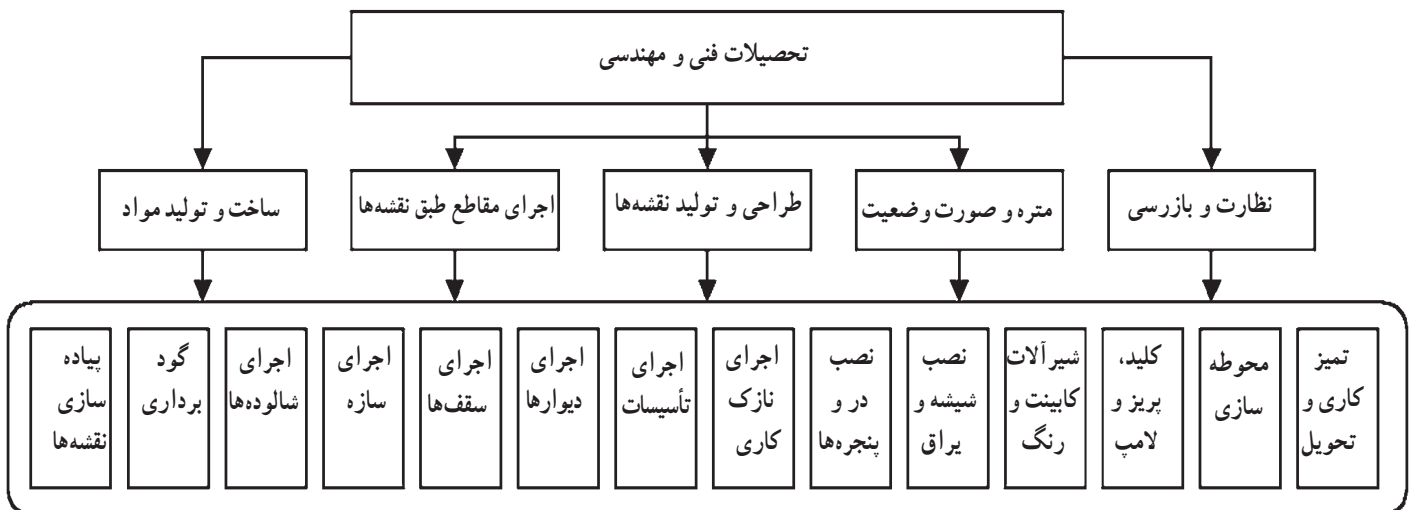 تحصیلات فنی و مهندسی
نظارت و بازرسی
متره و صورت وضعیت
طراحی و تولید نقشه‌ها
اجرای مقاطع طبق نقشه‌ها
ساخت و تولید مواد
تمیز
کاری و
تحویل
محوطه
سازی
کلید،
پریز و
لامپ
شیرآلات
کابینت و
رنگ
نصب
شیشه و
یراق
نصب
در و
پنجره‌ها
اجرای
نازک
کاری
اجرای
تأسیسات
اجرای
دیوارها
اجرای
سقف‌ها
اجرای
سازه
اجرای
شالوده‌ها
گود
برداری
پیاده
سازی
نقشه‌ها